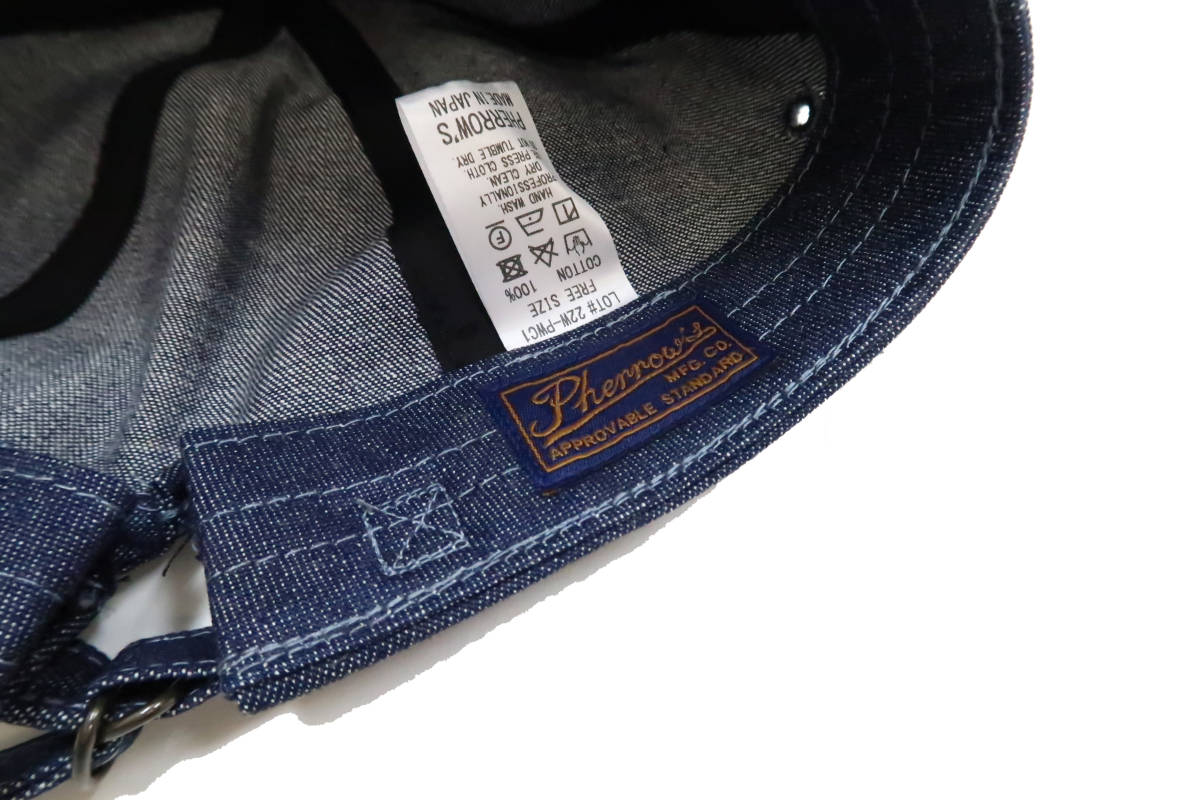 Pherrow's
MFG. CO.
APPROVABLE STANDARD
LOT# 22W-PWC1
FREE SIZE
COTTON 100%
F
HAND WASH.
PROFESSIONALLY
DRY CLEAN.
PRESS CLOTH.
TUMBLE DRY.
PHERROW'S
MADE IN JAPAN